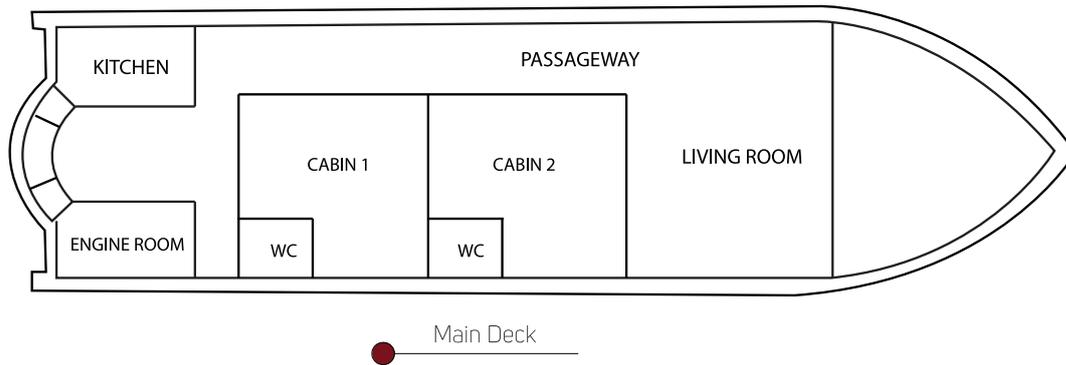 PASSAGEWAY
KITCHEN
LIVING ROOM
CABIN 1
CABIN 2
ENGINE ROOM
WC
WC
Main Deck